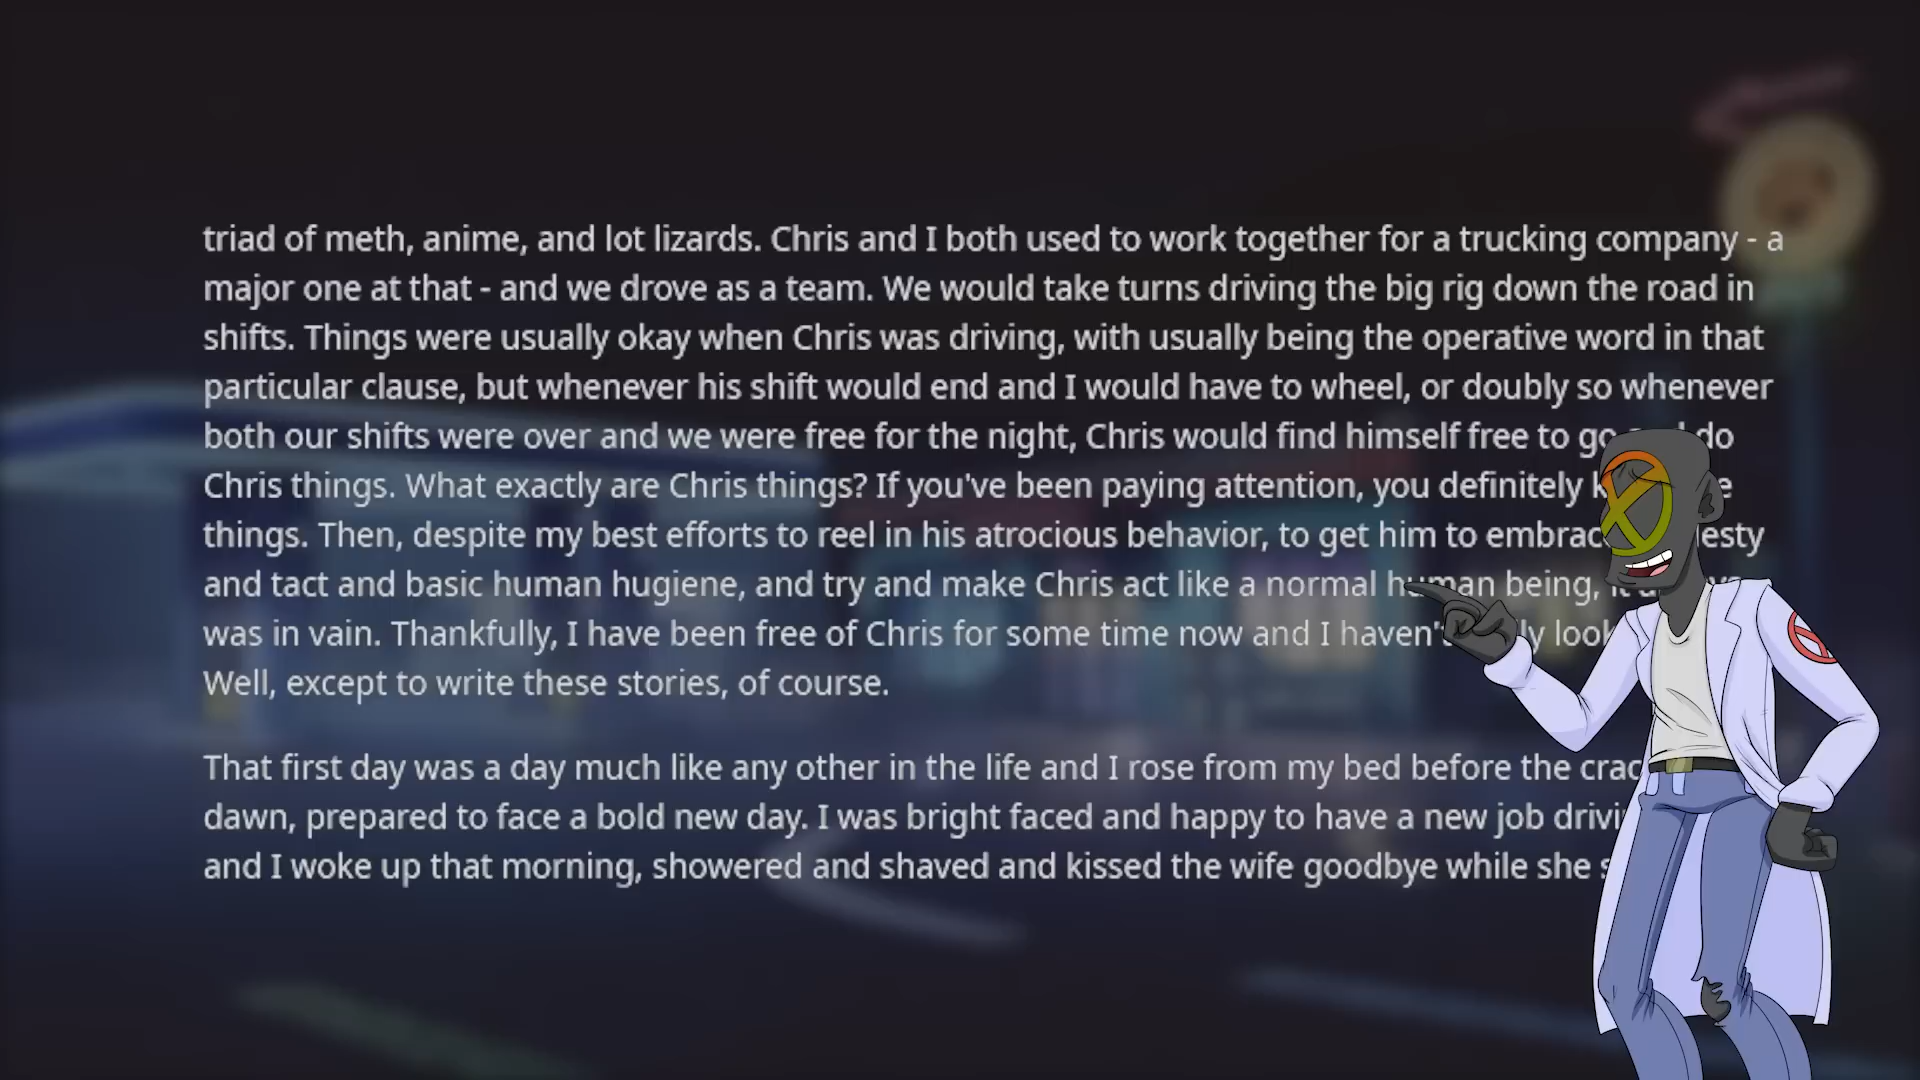 triad of meth, anime, and lot lizards. Chris and I both used to work together for a trucking company - a
major one at that - and we drove as a team. We would take turns driving the big rig down the road in
shifts. Things were usually okay when Chris was driving, with usually being the operative word in that
particular clause, but whenever his shift would end and I would have to wheel, or doubly so whenever
both our shifts were over and we were free for the night, Chris would find himself free to go do
Chris things. What exactly are Chris things? If you've been paying attention, you definitely
things. Then, despite my best efforts to reel in his atrocious behavior, to get him to
and tact and basic human hugiene, and try and make Chris act like a normal human being,
was in vain. Thankfully, I have been free of Chris for some time now and I haven't
Well, except to write these stories, of course.
That first day was a day much like any other in the life and I rose from my bed before the
dawn, prepared to face a bold new day. I was bright faced and happy to have a new job
and I woke up that morning, showered and shaved and kissed the wife goodbye while she